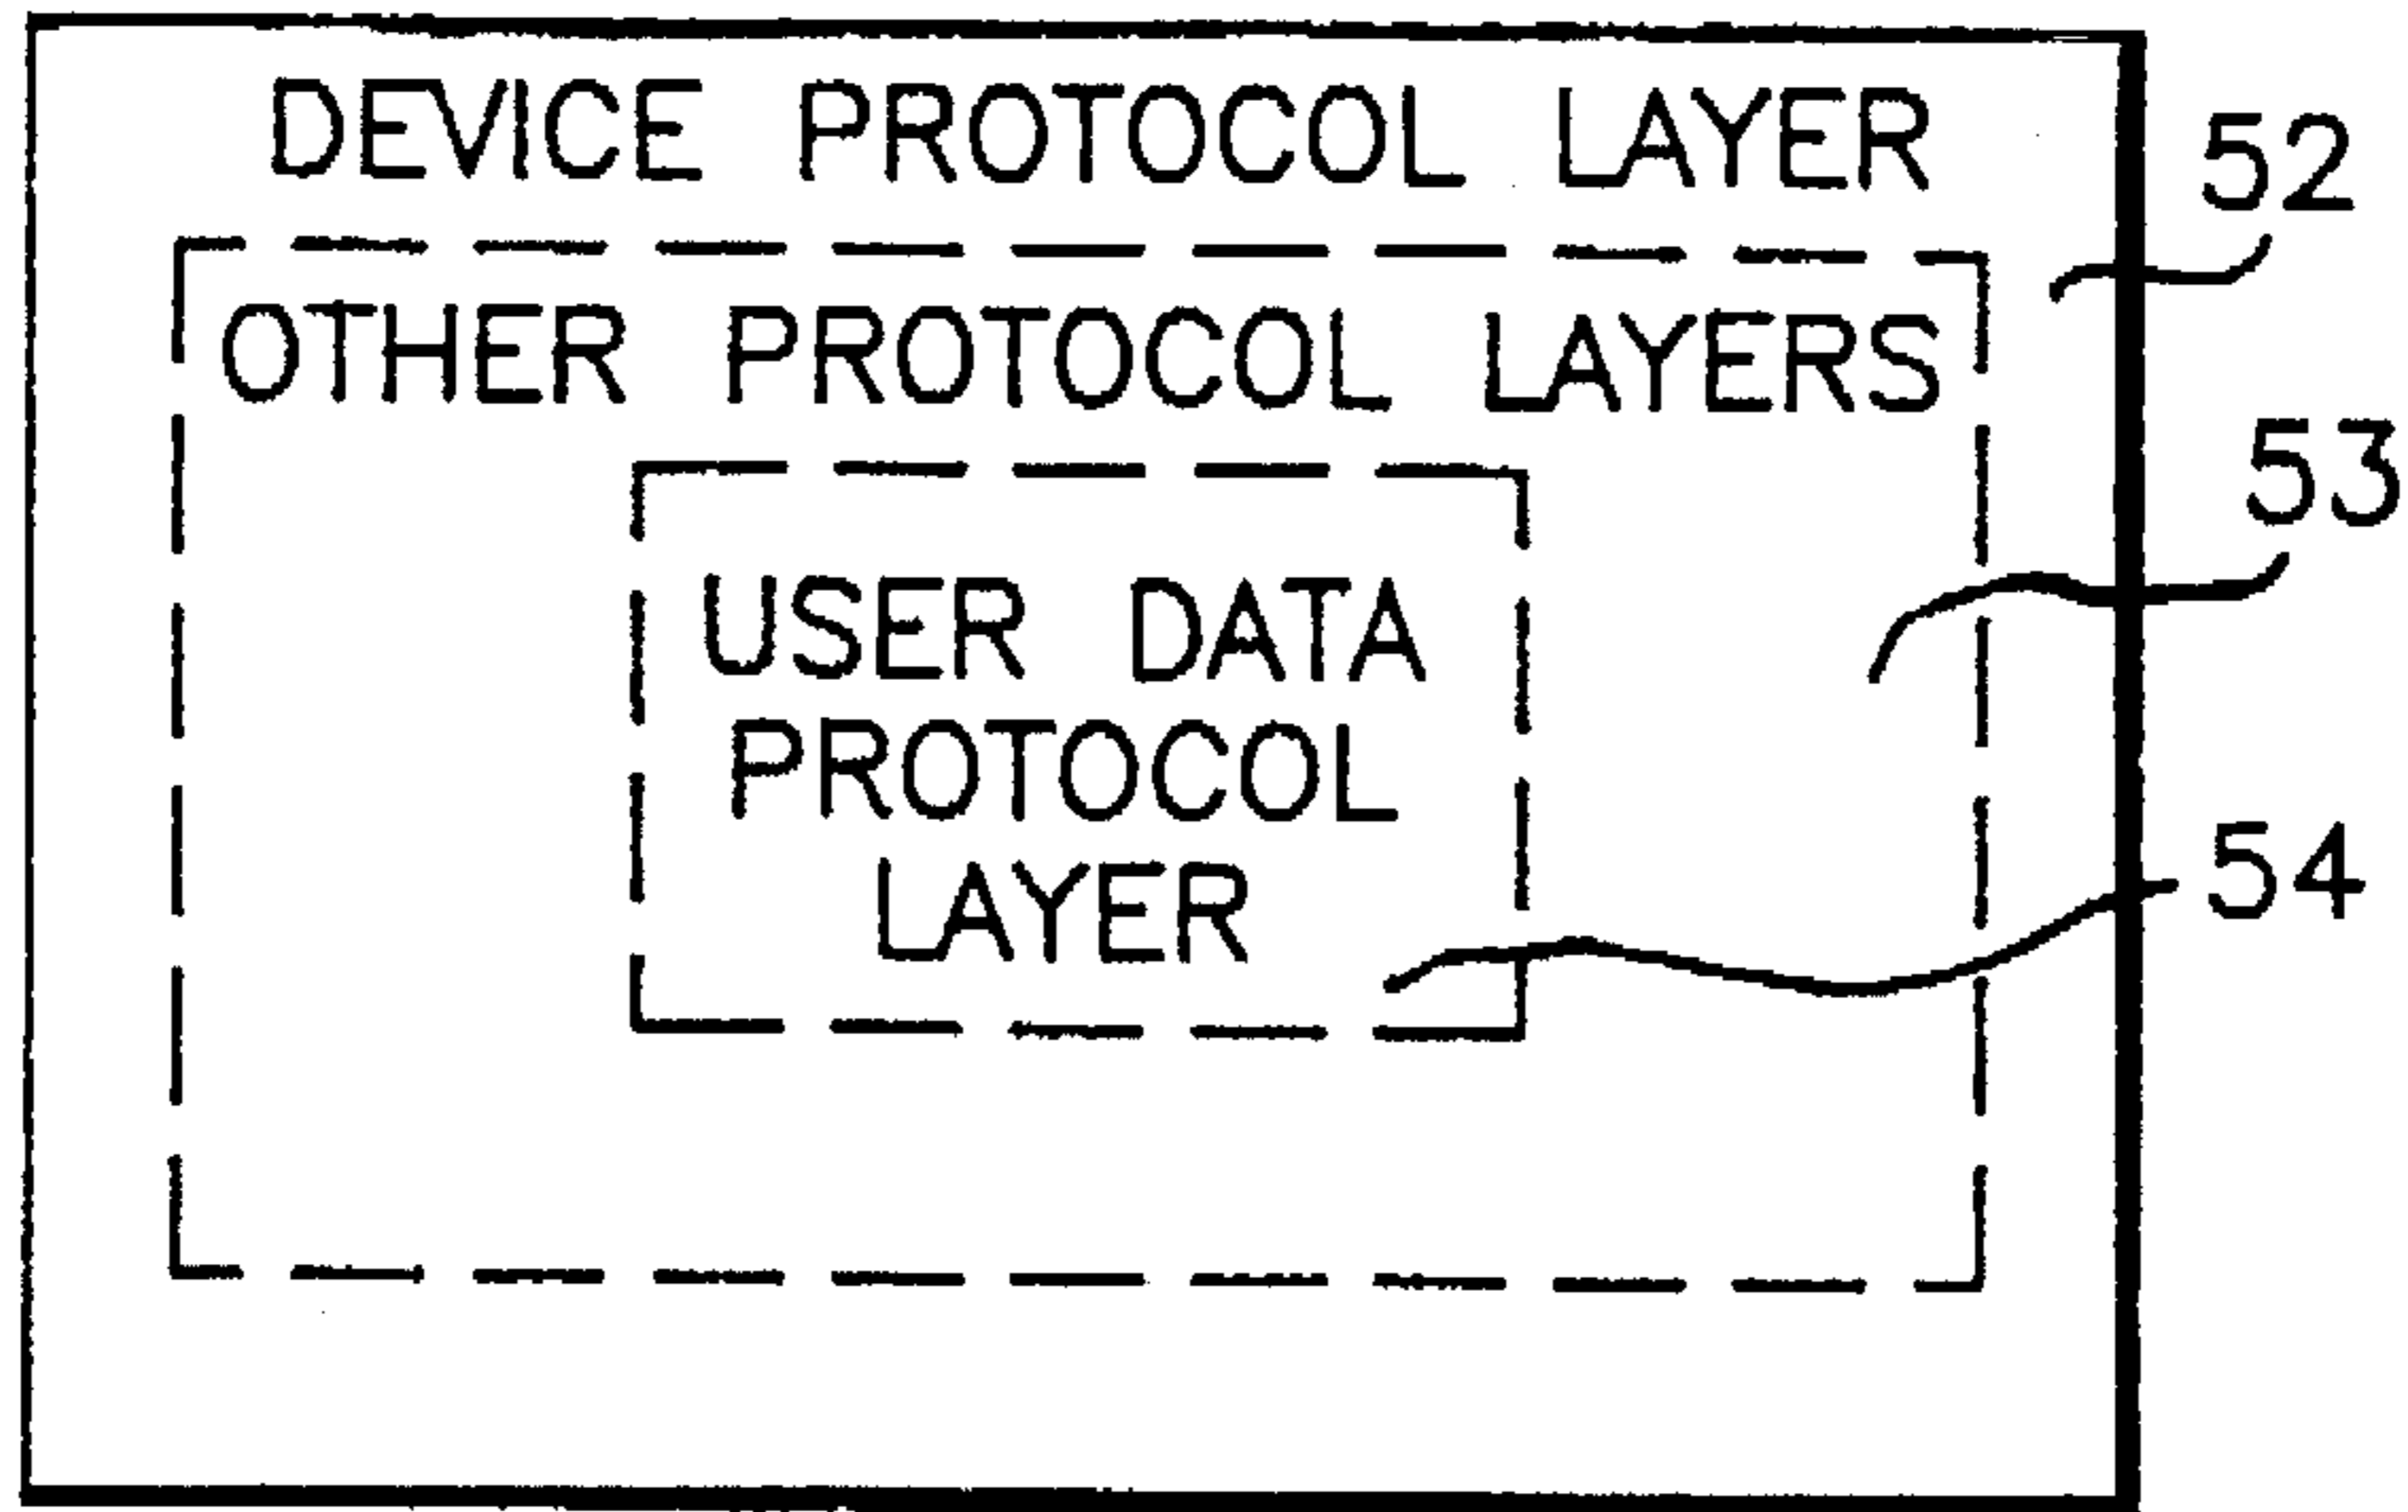 DEVICE PROTOCOL LAYER
52
OTHER PROTOCOL LAYERS
53
USER DATA
PROTOCOL
LAYER
54